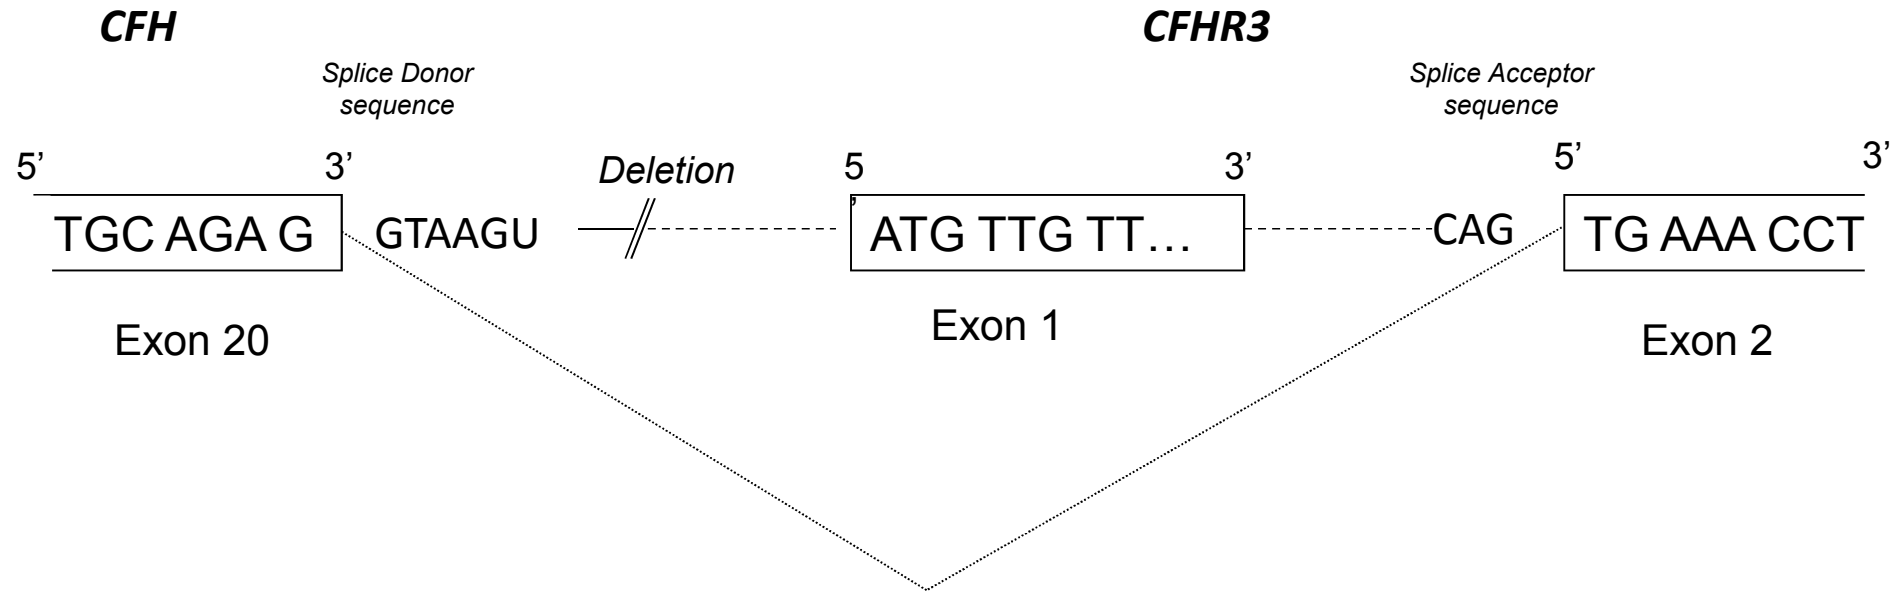 CFH
CFHR3
Splice Donor
sequence
Splice Acceptor
sequence
5’
3’
Deletion
5
’
3’
5’
3’
TGC AGA G
GTAAGU
ATG TTG TT…
CAG
TG AAA CCT
Exon 20
Exon 1
Exon 2